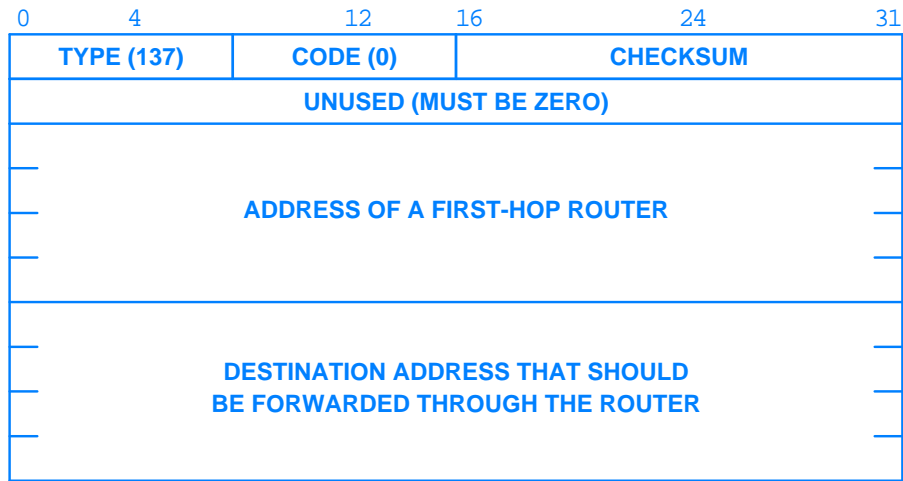 0 4 12 16 24 31
TYPE (137) CODE (0) CHECKSUM
UNUSED (MUST BE ZERO)
ADDRESS OF A FIRST-HOP ROUTER
DESTINATION ADDRESS THAT SHOULD
BE FORWARDED THROUGH THE ROUTER